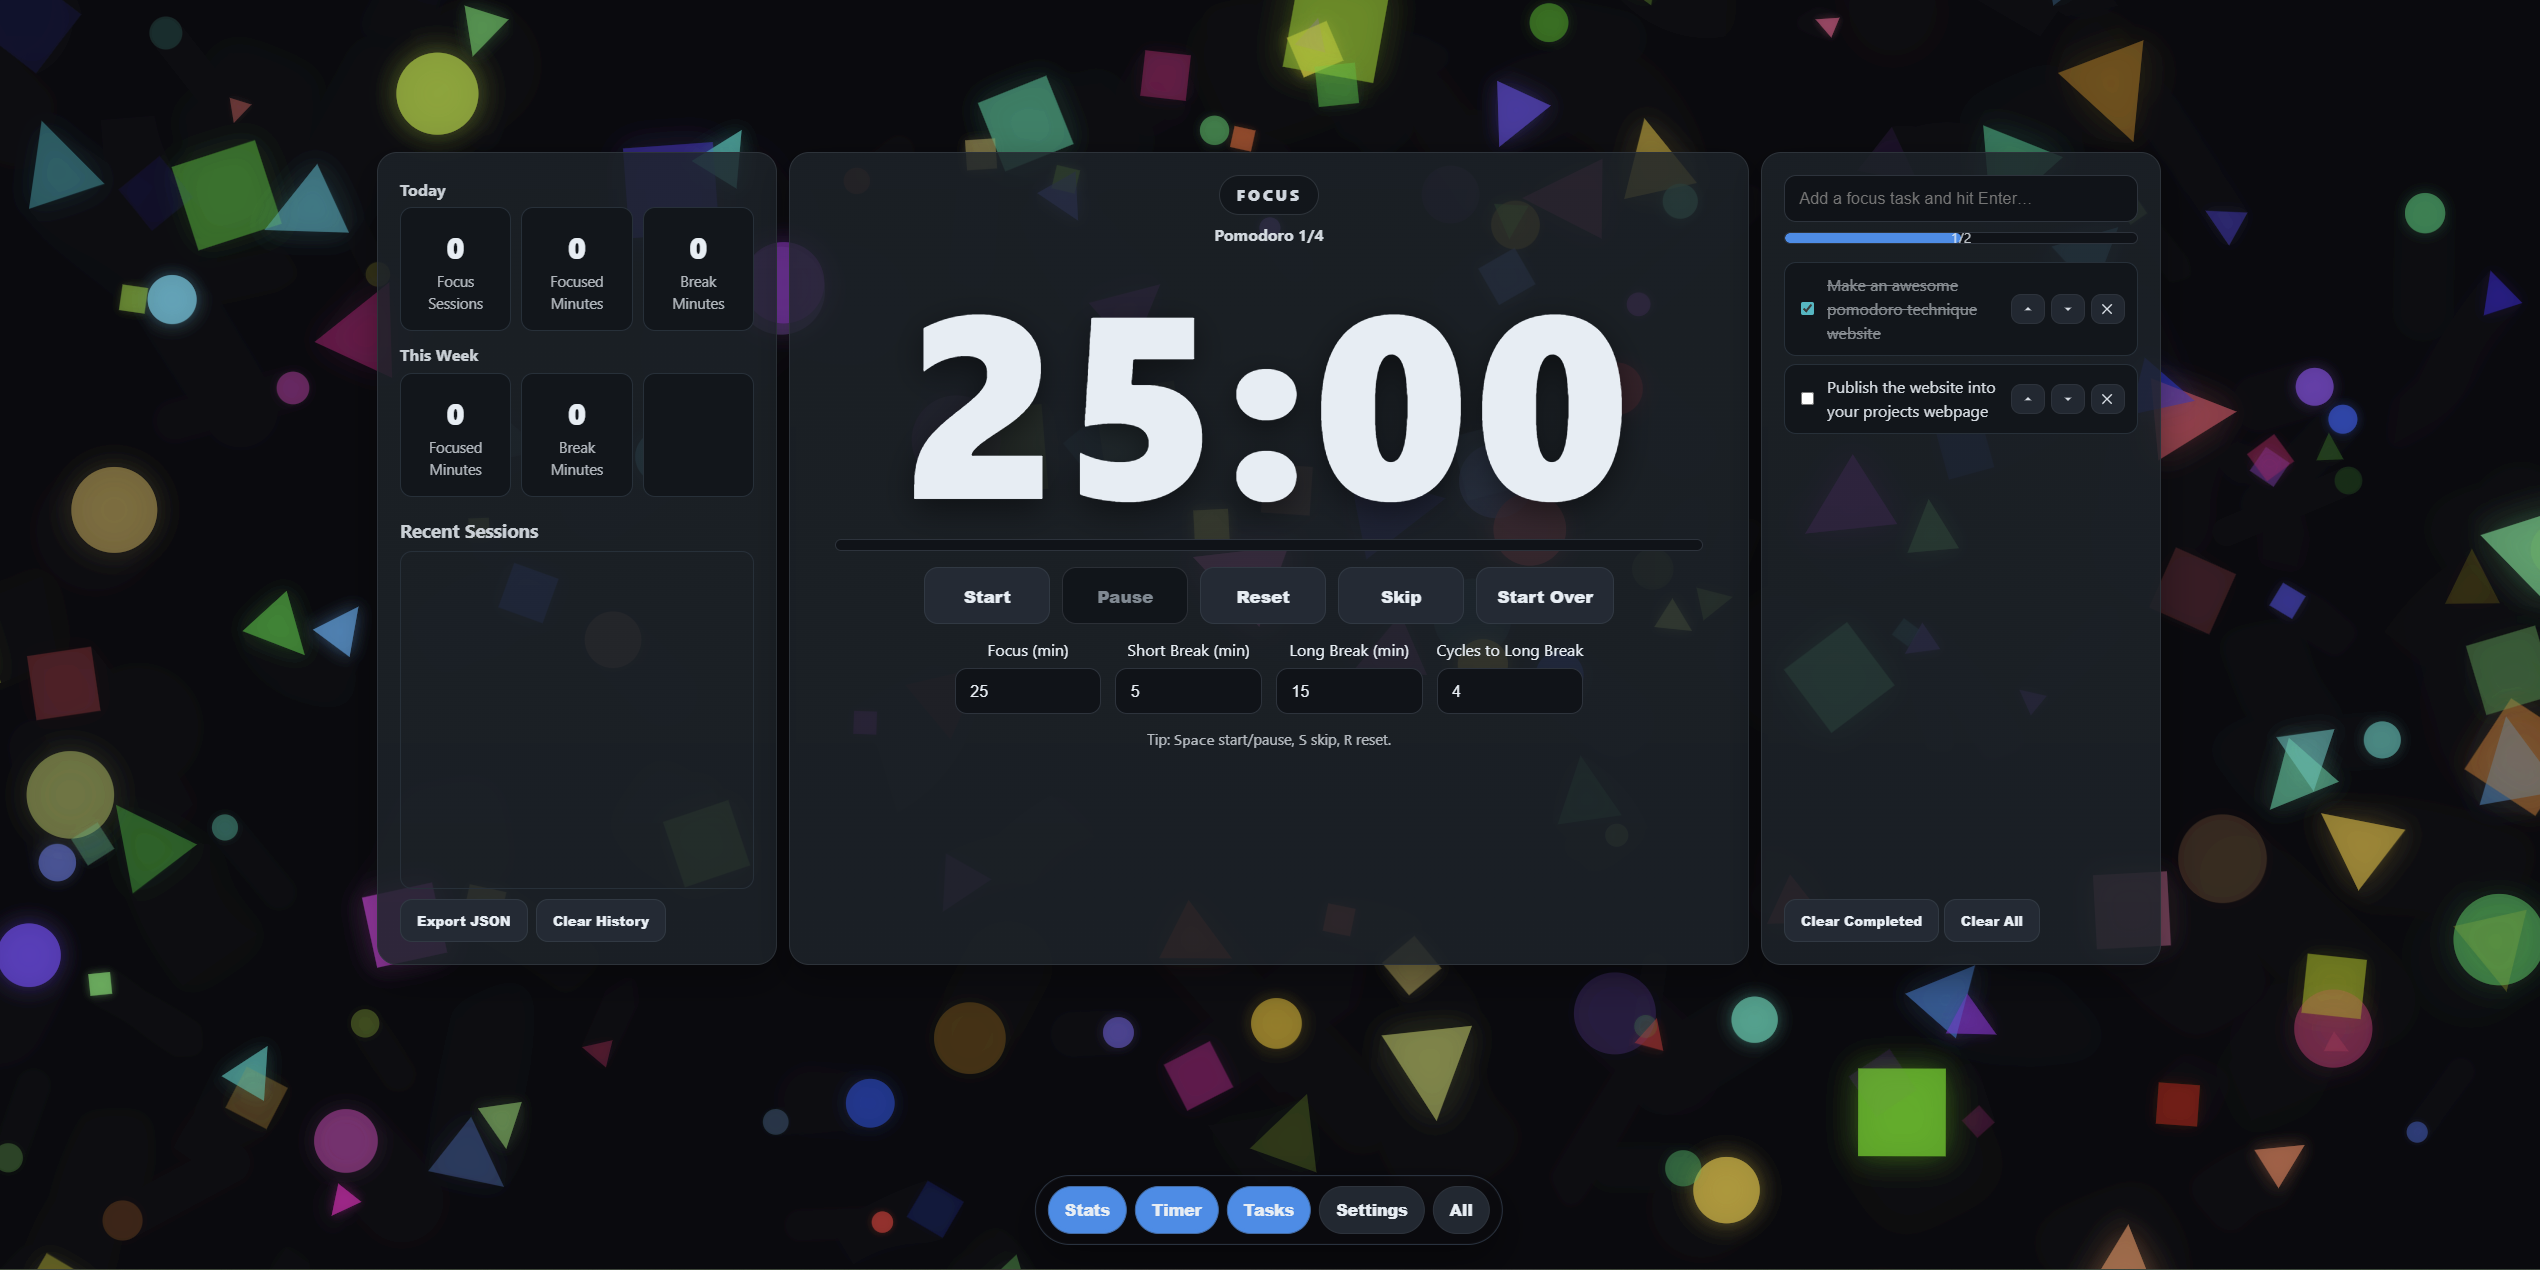 Today
0
Focus
Sessions
0
Focused
Minutes
0
Break
Minutes
This Week
0
Focused
Minutes
0
Break
Minutes
Recent Sessions
Export JSON
Clear History
FOCUS
Pomodoro 1/4
25:00
Start
Pause
Reset
Skip
Start Over
Focus (min)
25
Short Break (min)
5
Long Break (min)
15
Cycles to Long Break
4
Tip: Space start/pause, S skip, R reset.
Add a focus task and hit Enter…
1/2
Make an awesome
pomodoro technique
website
Publish the website into
your projects webpage
Clear Completed
Clear All
Stats
Timer
Tasks
Settings
All